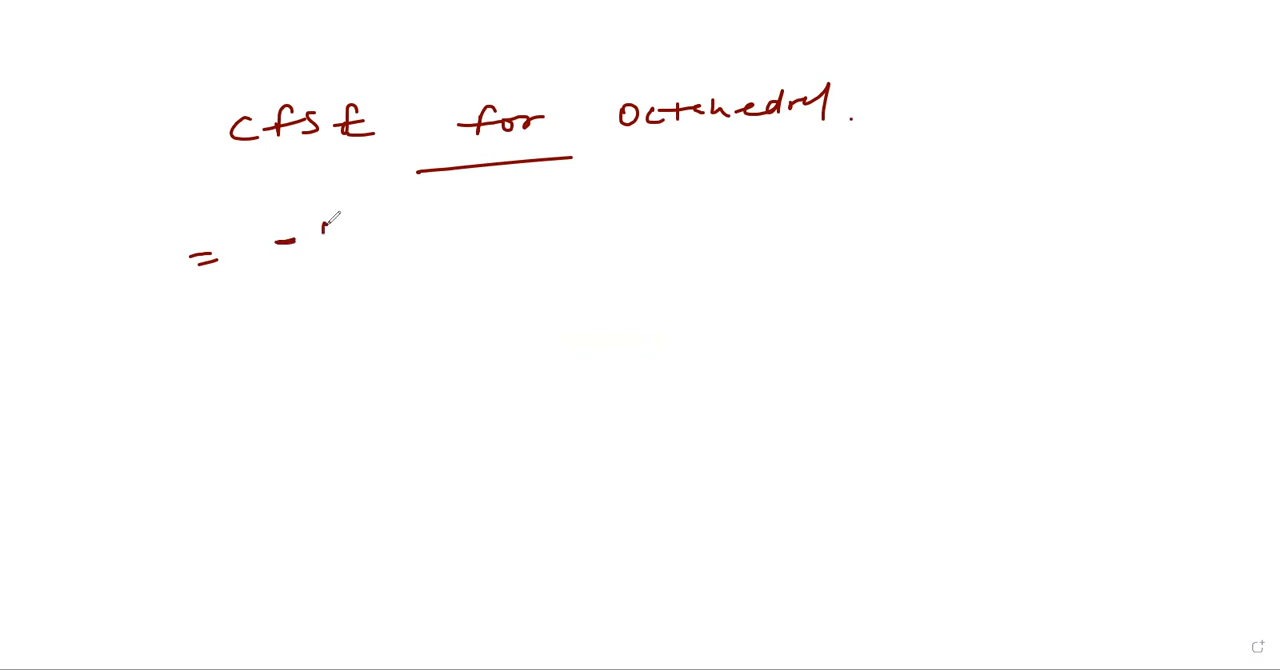 CFSE for Octahedral.
= -